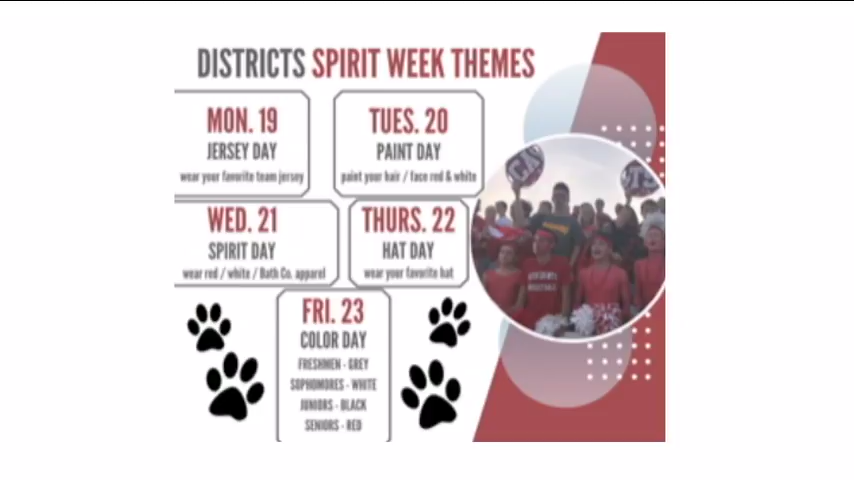 DISTRICTS SPIRIT WEEK THEMES
MON. 19
JERSEY DAY
wear your favorite team jersey
TUES. 20
PAINT DAY
paint your hair / face red & white
WED. 21
SPIRIT DAY
wear red / white / Bath Co. apparel
THURS. 22
HAT DAY
wear your favorite hat
FRI. 23
COLOR DAY
FRESHMEN - GREY
SOPHOMORES - WHITE
JUNIORS - BLACK
SENIORS - RED